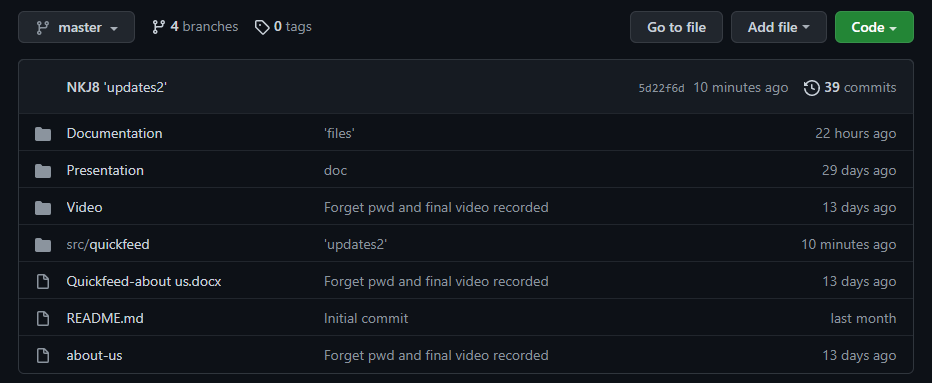 master 4 branches 0 tags Go to file Add file Code
NKJ8 'updates2' 5d22f6d 10 minutes ago 39 commits
Documentation 'files' 22 hours ago
Presentation doc 29 days ago
Video Forget pwd and final video recorded 13 days ago
src/quickfeed 'updates2' 10 minutes ago
Quickfeed-about us.docx Forget pwd and final video recorded 13 days ago
README.md Initial commit last month
about-us Forget pwd and final video recorded 13 days ago